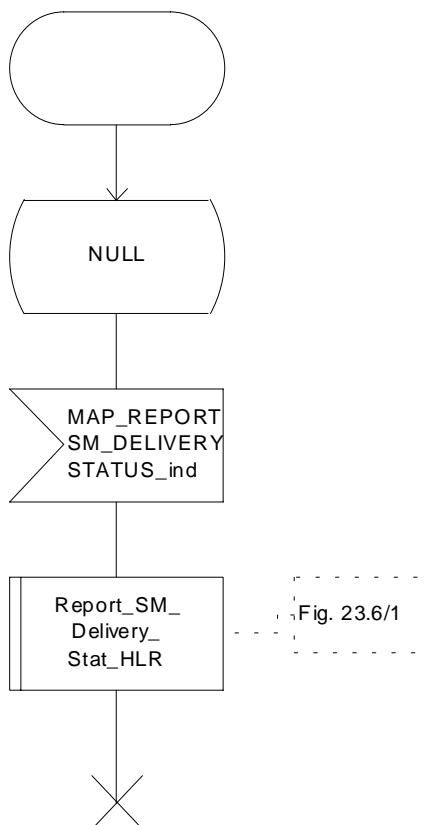 NULL
MAP_REPORT
SM_DELIVERY
STATUS_ind
Report_SM_
Delivery_
Stat_HLR
Fig. 23.6/1